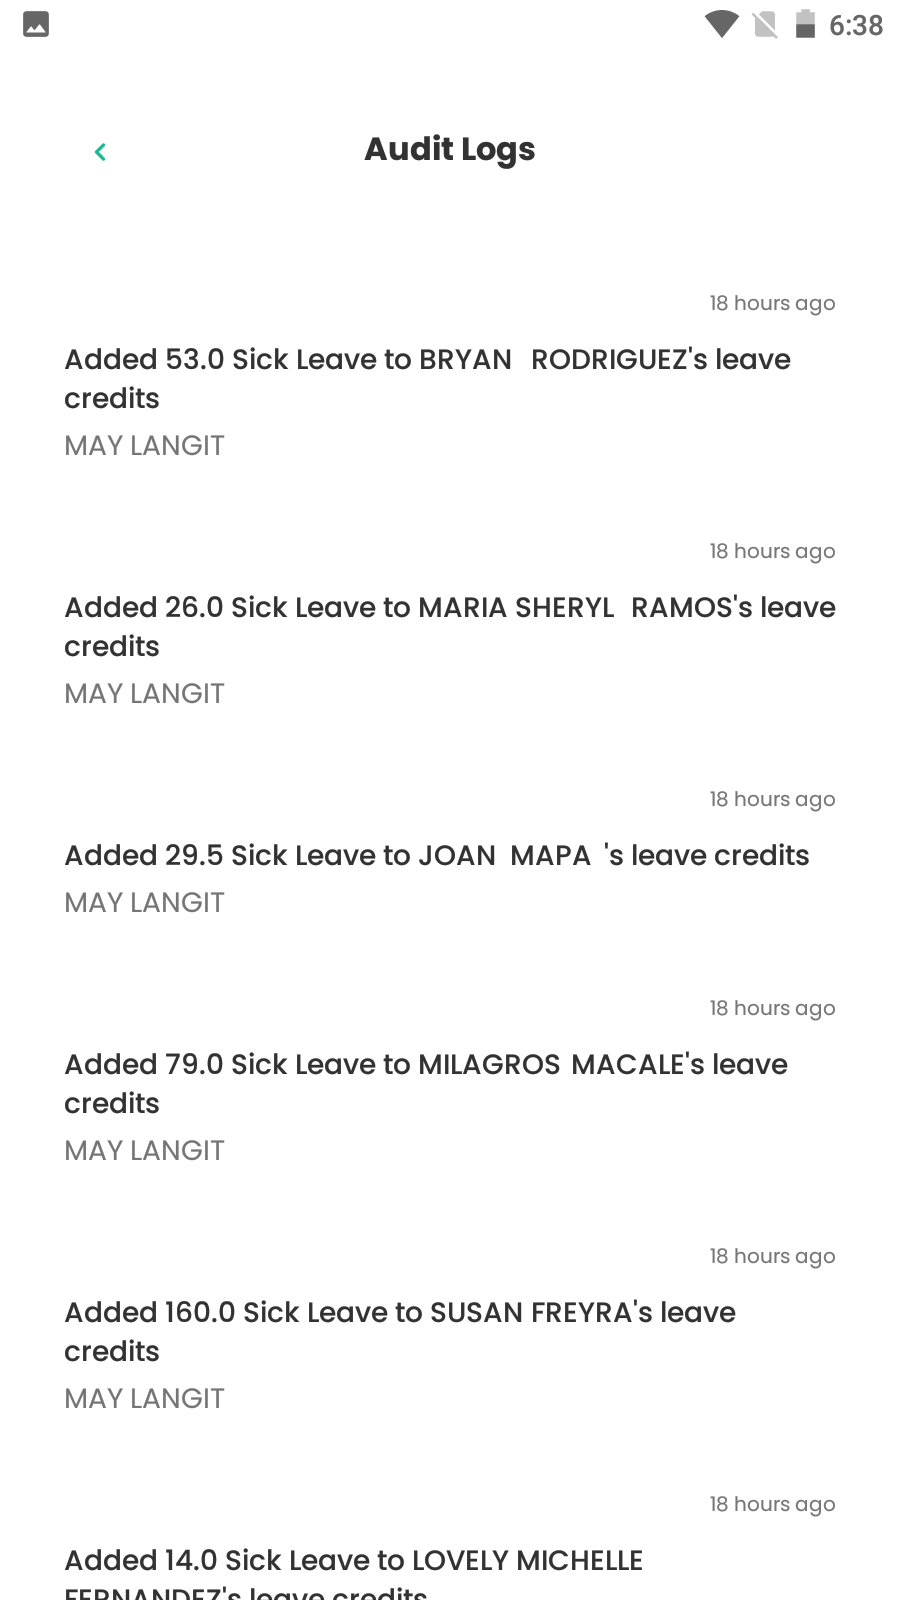 6:38
Audit Logs
18 hours ago
Added 53.0 Sick Leave to BRYAN RODRIGUEZ's leave
credits
MAY LANGIT
18 hours ago
Added 26.0 Sick Leave to MARIA SHERYL RAMOS's leave
credits
MAY LANGIT
18 hours ago
Added 29.5 Sick Leave to JOAN MAPA 's leave credits
MAY LANGIT
18 hours ago
Added 79.0 Sick Leave to MILAGROS MACALE's leave
credits
MAY LANGIT
18 hours ago
Added 160.0 Sick Leave to SUSAN FREYRA's leave
credits
MAY LANGIT
18 hours ago
Added 14.0 Sick Leave to LOVELY MICHELLE
FERNANDEZ's leave credits